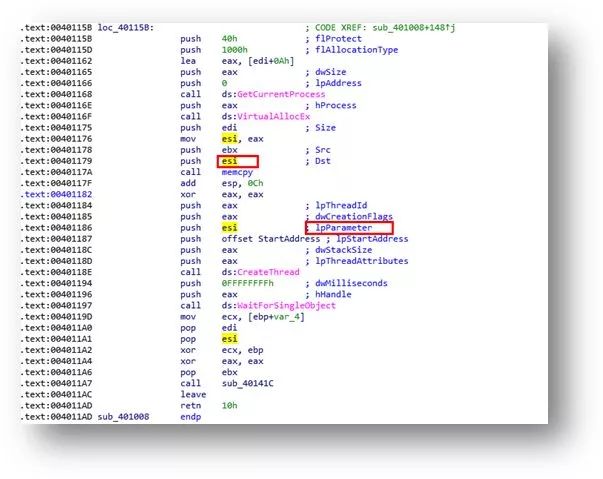 .text:0040115B loc_40115B: ; CODE XREF: sub_401008+148↑j
.text:0040115B push 40h ; flProtect
.text:0040115D push 1000h ; flAllocationType
.text:00401162 lea eax, [edi+0Ah]
.text:00401165 push eax ; dwSize
.text:00401166 push 0 ; lpAddress
.text:00401168 call ds:GetCurrentProcess
.text:0040116E push eax ; hProcess
.text:0040116F call ds:VirtualAllocEx
.text:00401175 push edi ; Size
.text:00401176 mov esi, eax
.text:00401178 push ebx ; Src
.text:00401179 push esi ; Dst
.text:0040117A call memcpy
.text:0040117F add esp, 0Ch
.text:00401182 xor eax, eax
.text:00401184 push eax ; lpThreadId
.text:00401185 push eax ; dwCreationFlags
.text:00401186 push esi ; lpParameter
.text:00401187 push offset StartAddress ; lpStartAddress
.text:0040118C push eax ; dwStackSize
.text:0040118D push eax ; lpThreadAttributes
.text:0040118E call ds:CreateThread
.text:00401194 push 0FFFFFFFFh ; dwMilliseconds
.text:00401196 push eax ; hHandle
.text:00401197 call ds:WaitForSingleObject
.text:0040119D mov ecx, [ebp+var_4]
.text:004011A0 pop edi
.text:004011A1 pop esi
.text:004011A2 xor ecx, ebp
.text:004011A4 xor eax, eax
.text:004011A6 pop ebx
.text:004011A7 call sub_40141C
.text:004011AC leave
.text:004011AD retn 10h
.text:004011AD sub_401008 endp